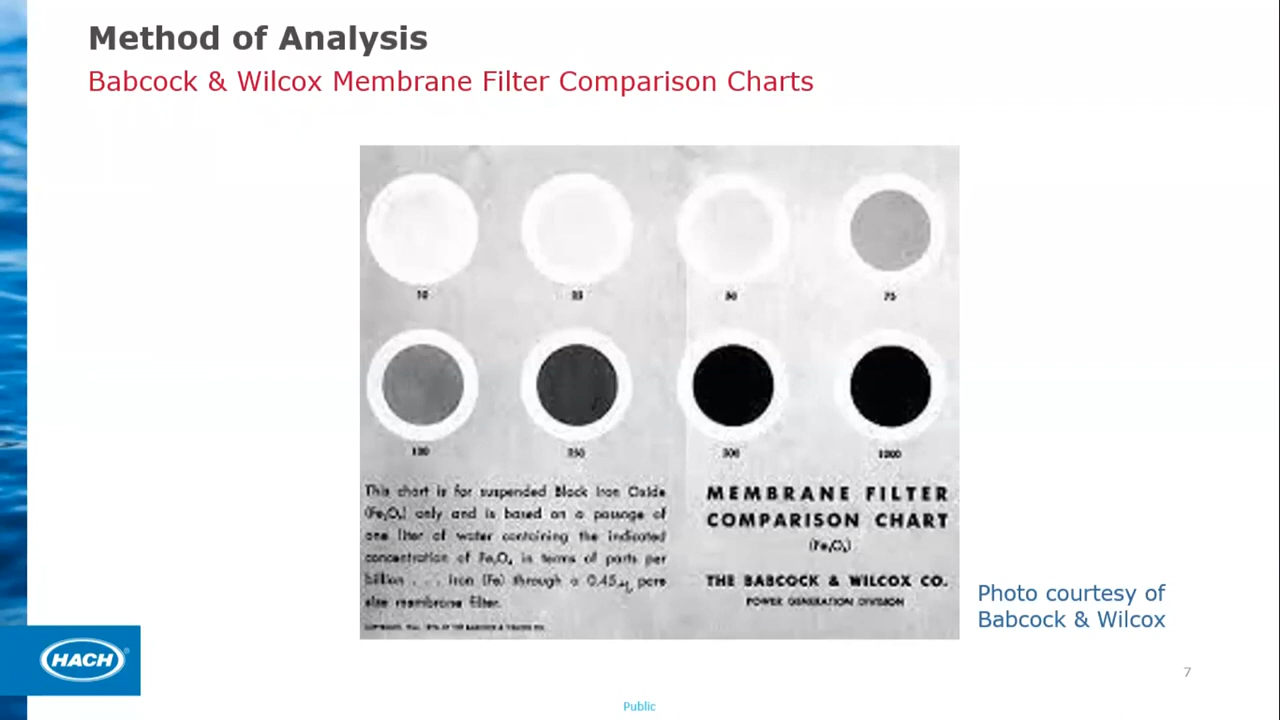 Method of Analysis
Babcock & Wilcox Membrane Filter Comparison Charts
10 25 50 75
100 250 500 1000
This chart is for suspended Black Iron Oxide
(Fe₃O₄) only and is based on a passage of
one liter of water containing the indicated
concentration of Fe₃O₄ in terms of parts per
billion . . . Iron (Fe) through a 0.45 pore
size membrane filter.
MEMBRANE FILTER
COMPARISON CHART
(Fe₃O₄)
THE BABCOCK & WILCOX CO.
POWER GENERATION DIVISION
Photo courtesy of
Babcock & Wilcox
HACH
7
Public